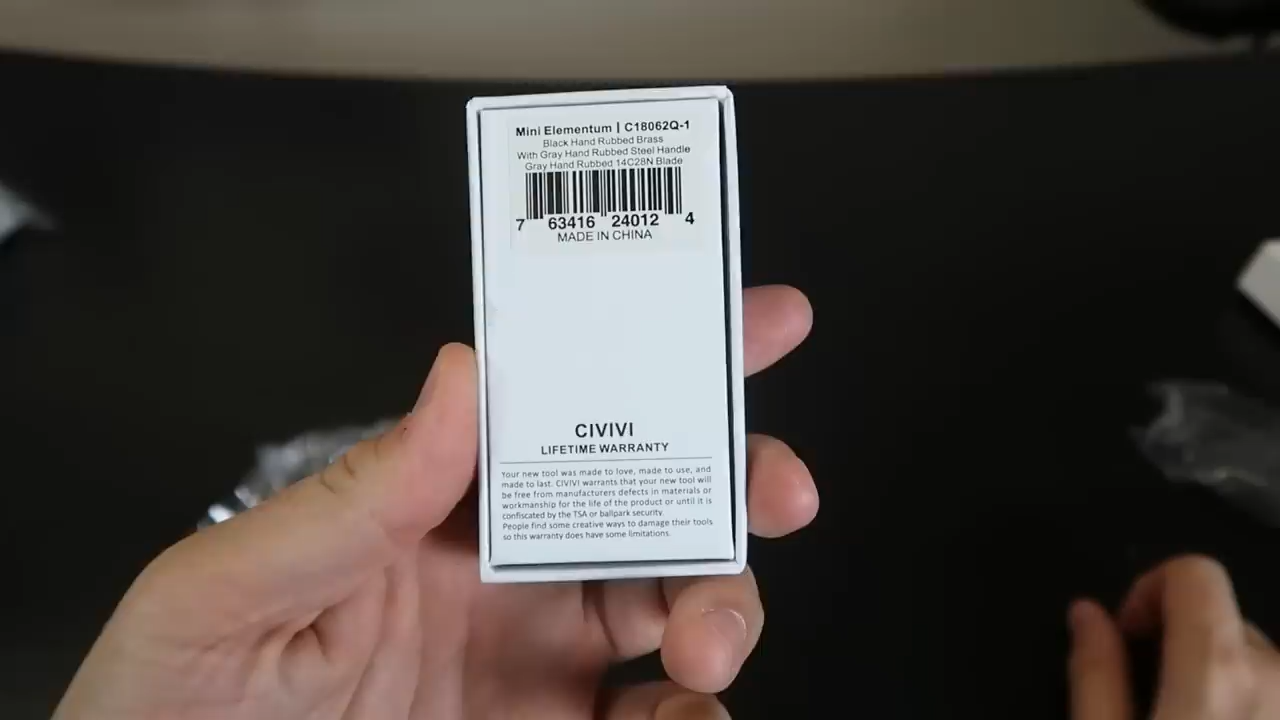 Mini Elementum | C18062Q-1
Black Hand Rubbed Brass
With Gray Hand Rubbed Steel Handle
Gray Hand Rubbed 14C28N Blade
7 63416 24012 4
MADE IN CHINA
CIVIVI
LIFETIME WARRANTY
Your new tool was made to love, made to use, and
made to last. CIVIVI warrants that your new tool will
be free from manufacturers defects in materials or
workmanship for the life of the product or until it is
confiscated by the TSA or ballpark security.
People find some creative ways to damage their tools
so this warranty does have some limitations.